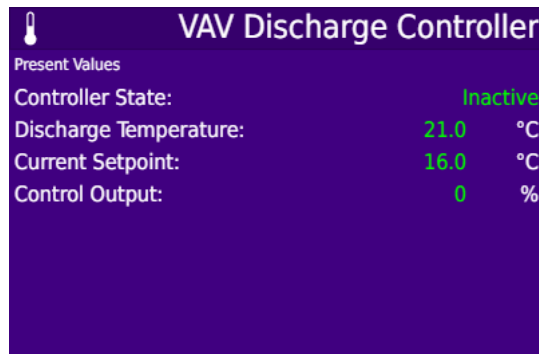 VAV Discharge Controller
Present Values
Controller State: Inactive
Discharge Temperature: 21.0 °C
Current Setpoint: 16.0 °C
Control Output: 0 %